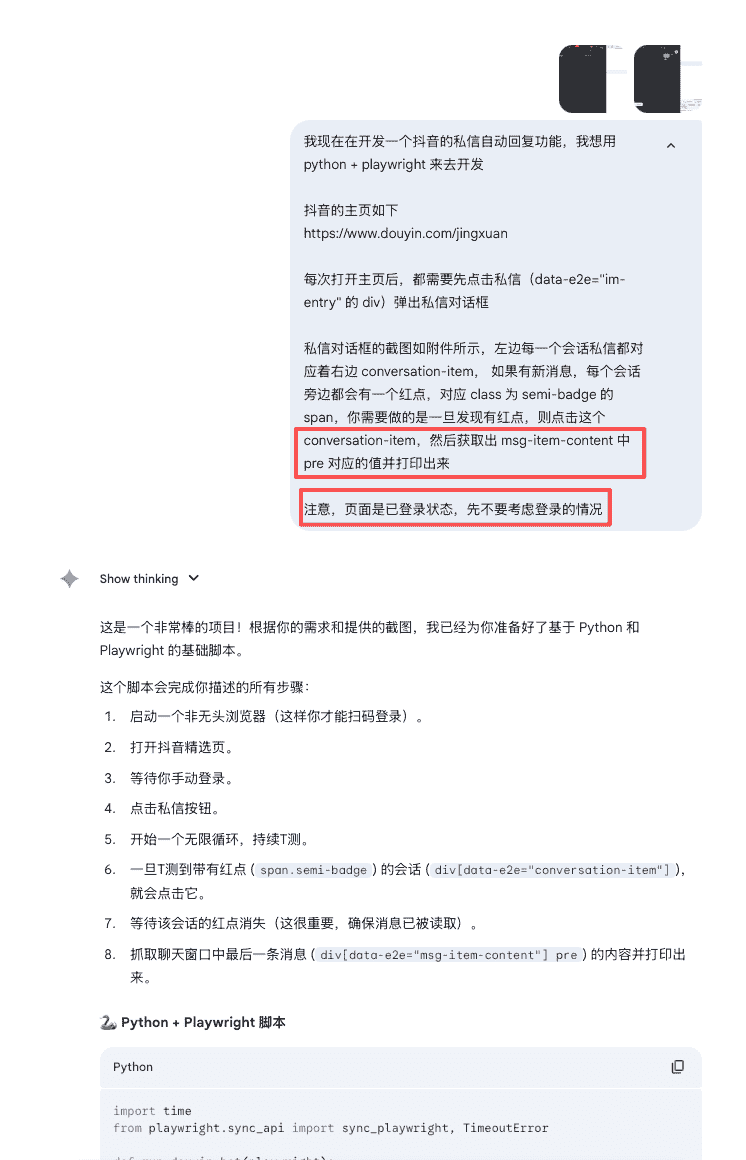 我现在在开发一个抖音的私信自动回复功能，我想用
python + playwright 来去开发
抖音的主页如下
https://www.douyin.com/jingxuan
每次打开主页后，都需要先点击私信（data-e2e="im-
entry" 的 div）弹出私信对话框
私信对话框的截图如附件所示，左边每一个会话私信都对
应着右边 conversation-item， 如果有新消息，每个会话
旁边都会有一个红点，对应 class 为 semi-badge 的
span，你需要做的是一旦发现有红点，则点击这个
conversation-item，然后获取出 msg-item-content 中
pre 对应的值并打印出来
注意，页面是已登录状态，先不要考虑登录的情况
Show thinking
这是一个非常棒的项目！根据你的需求和提供的截图，我已经为你准备好了基于 Python 和
Playwright 的基础脚本。
这个脚本会完成你描述的所有步骤：
1. 启动一个非无头浏览器（这样你才能扫码登录）。
2. 打开抖音精选页。
3. 等待你手动登录。
4. 点击私信按钮。
5. 开始一个无限循环，持续T测。
6. 一旦T测到带有红点 ( span.semi-badge ) 的会话 ( div[data-e2e="conversation-item"] )，
就会点击它。
7. 等待该会话的红点消失（这很重要，确保消息已被读取）。
8. 抓取聊天窗口中最后一条消息 ( div[data-e2e="msg-item-content"] pre ) 的内容并打印出
来。
Python + Playwright 脚本
Python
import time
from playwright.sync_api import sync_playwright, TimeoutError